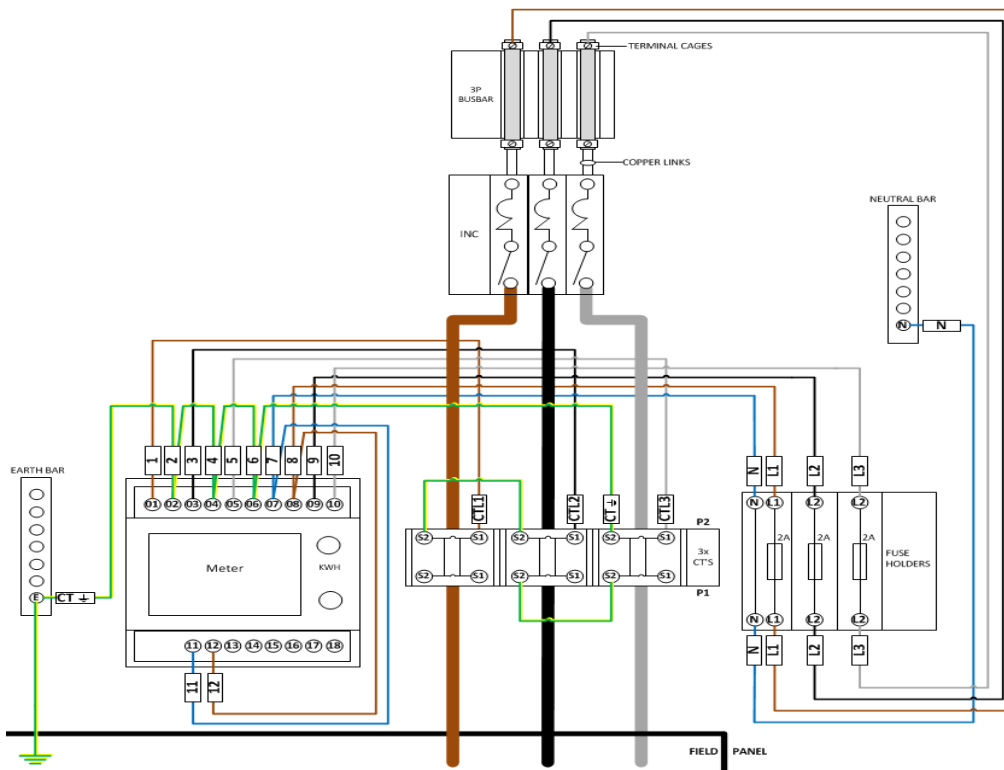 TERMINAL CAGES
3P
BUSBAR
COPPER LINKS
INC
NEUTRAL BAR
N N
EARTH BAR
1 2 3 4 5 6 7 8 9 10
01 02 03 04 05 06 07 08 09 10
Meter
KWH
11 12 13 14 15 16 17 18
11 12
E CT
CTL1 CTL2 CT CTL3
S2 S1 S2 S1 S2 S1
S2 S1 S2 S1 S2 S1
P2
3x
CT'S
P1
N L1 L2 L3
N L1 L2 L2
2A 2A 2A
FUSE
HOLDERS
N L1 L2 L2
N L1 L2 L3
FIELD PANEL